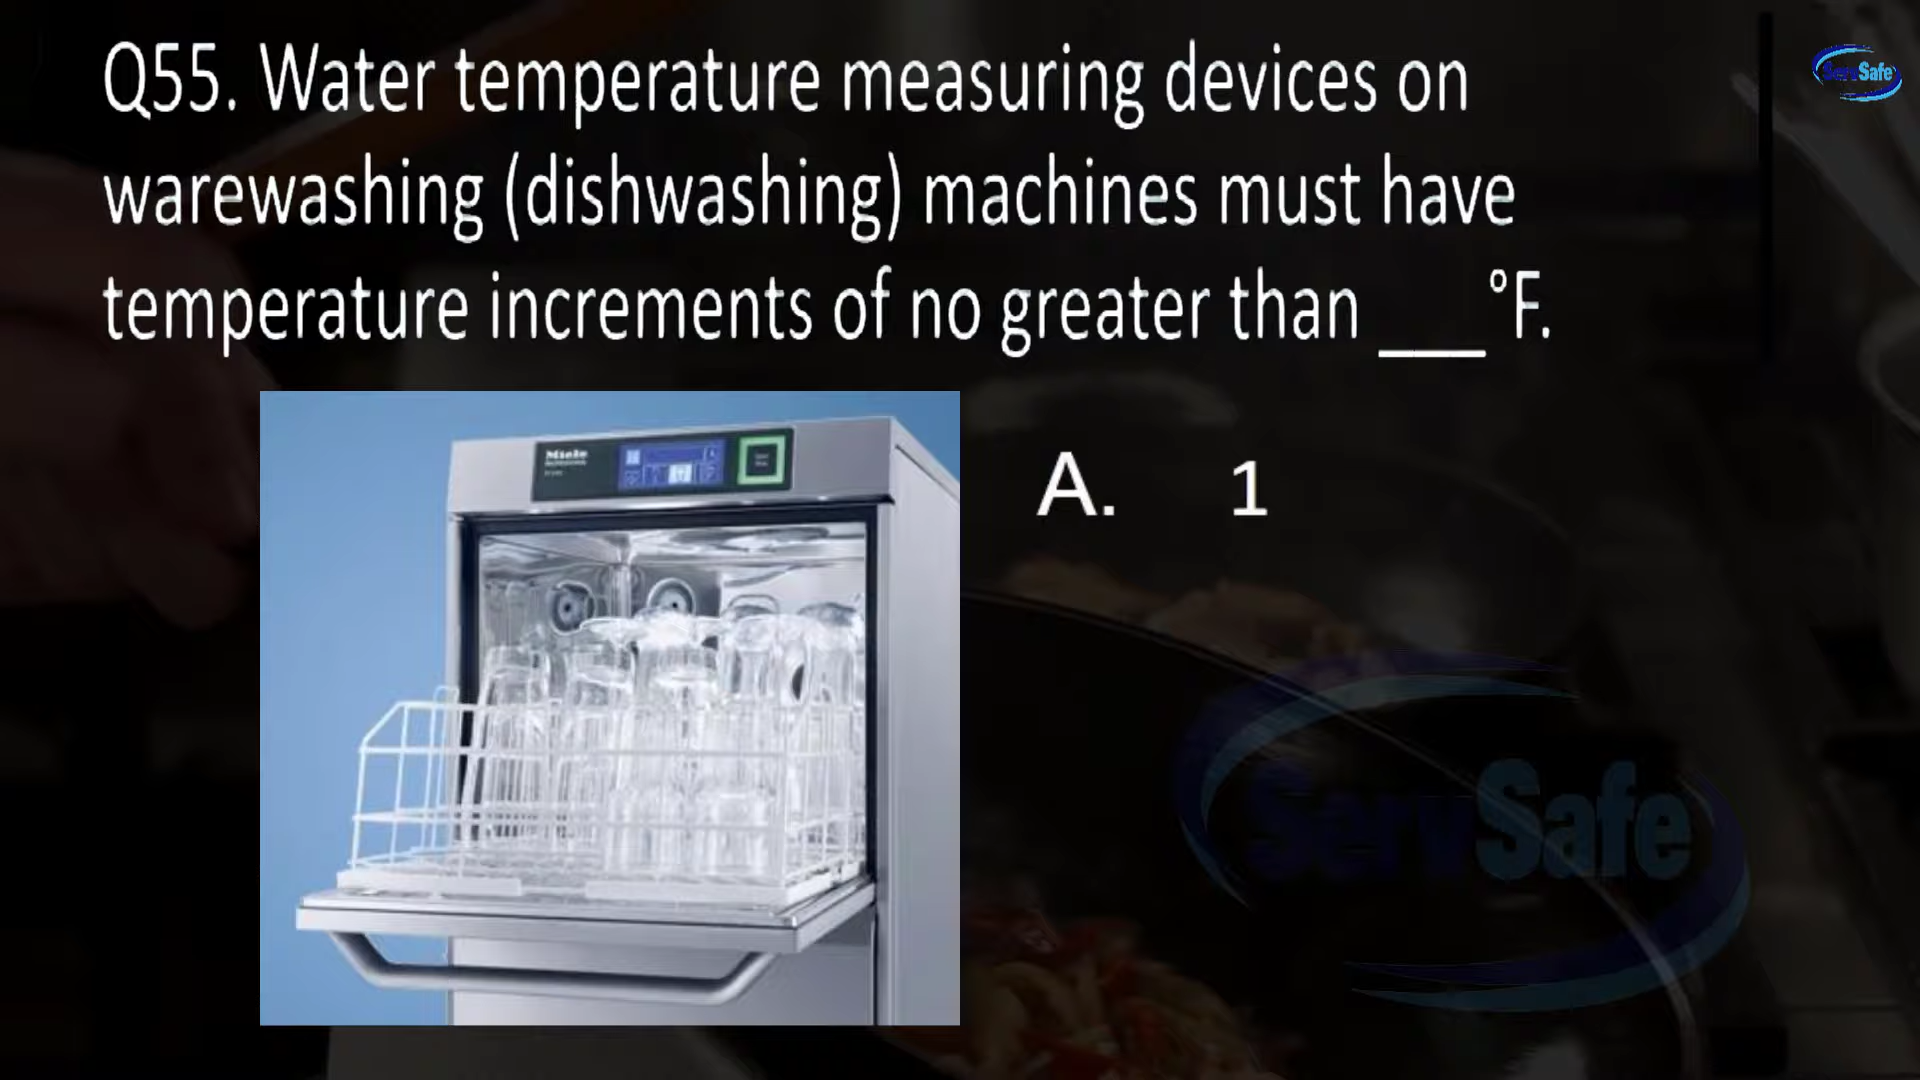 Q55. Water temperature measuring devices on
warewashing (dishwashing) machines must have
temperature increments of no greater than ___°F.
ServSafe
Miele
A. 1
ServSafe